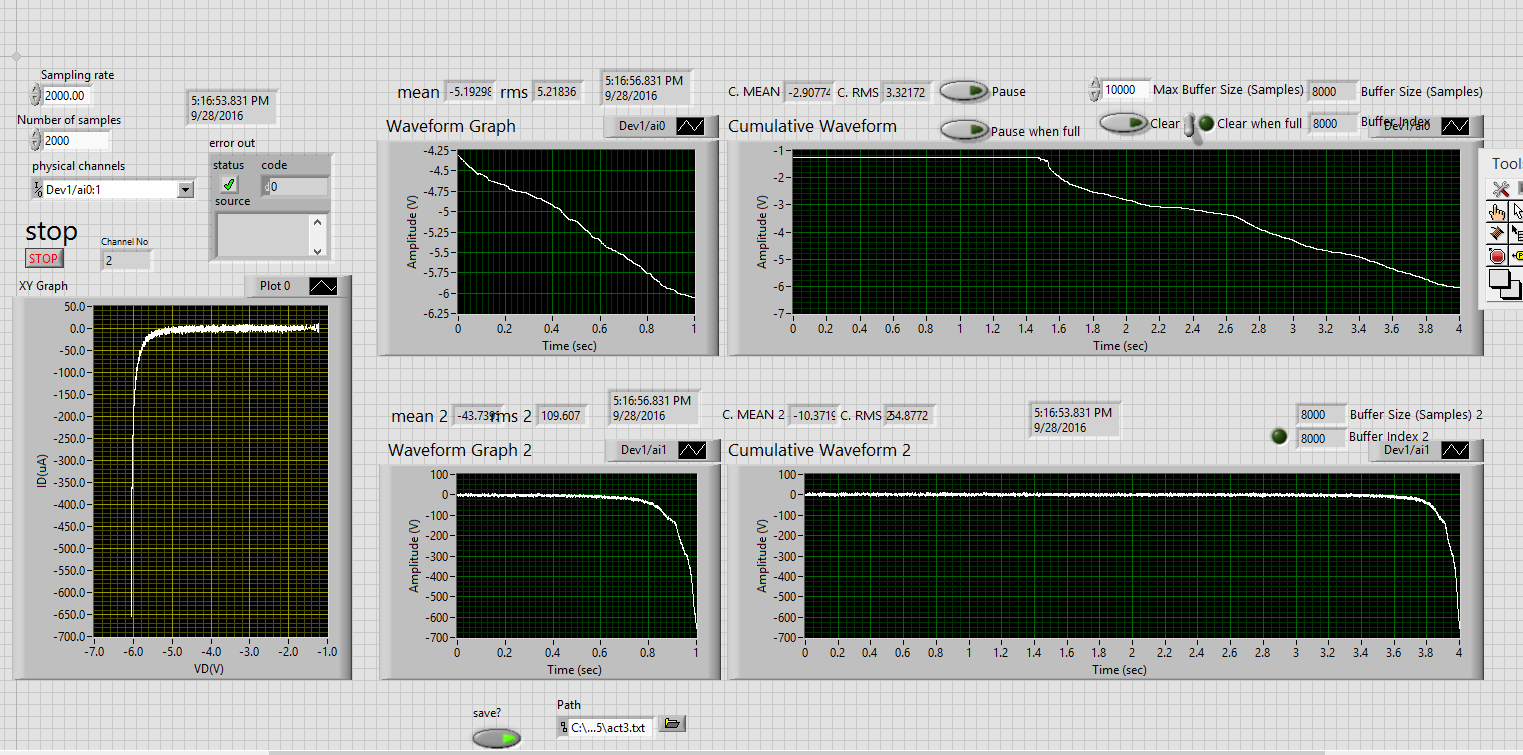 Sampling rate
2000.00
Number of samples
2000
physical channels
Dev1/ai0:1
stop
STOP
Channel No
2
5:16:53.831 PM
9/28/2016
error out
status code
0
source
XY Graph
Plot 0
50.0
0.0
-50.0
-100.0
-150.0
-200.0
-250.0
-300.0
-350.0
-400.0
-450.0
-500.0
-550.0
-600.0
-650.0
-700.0
ID(uA)
-7.0 -6.0 -5.0 -4.0 -3.0 -2.0 -1.0
VD(V)
mean -5.19298 rms 5.21836
5:16:56.831 PM
9/28/2016
Waveform Graph
Dev1/ai0
-4.25
-4.5
-4.75
-5
-5.25
-5.5
-5.75
-6
-6.25
Amplitude (V)
0 0.2 0.4 0.6 0.8 1
Time (sec)
C. MEAN -2.90774 C. RMS 3.32172
Pause
10000 Max Buffer Size (Samples) 8000 Buffer Size (Samples)
Cumulative Waveform
Pause when full
Clear
Clear when full
8000 Buffer Index
Dev1/ai0
-1
-2
-3
-4
-5
-6
-7
Amplitude (V)
0 0.2 0.4 0.6 0.8 1 1.2 1.4 1.6 1.8 2 2.2 2.4 2.6 2.8 3 3.2 3.4 3.6 3.8 4
Time (sec)
Tools
mean 2 -43.739 rms 2 109.607
5:16:56.831 PM
9/28/2016
Waveform Graph 2
Dev1/ai1
100
0
-100
-200
-300
-400
-500
-600
-700
Amplitude (V)
0 0.2 0.4 0.6 0.8 1
Time (sec)
C. MEAN 2 -10.3719 C. RMS 2 54.8772
5:16:53.831 PM
9/28/2016
8000 Buffer Size (Samples) 2
8000 Buffer Index 2
Cumulative Waveform 2
Dev1/ai1
100
0
-100
-200
-300
-400
-500
-600
-700
Amplitude (V)
0 0.2 0.4 0.6 0.8 1 1.2 1.4 1.6 1.8 2 2.2 2.4 2.6 2.8 3 3.2 3.4 3.6 3.8 4
Time (sec)
save?
Path
C:\...5\act3.txt